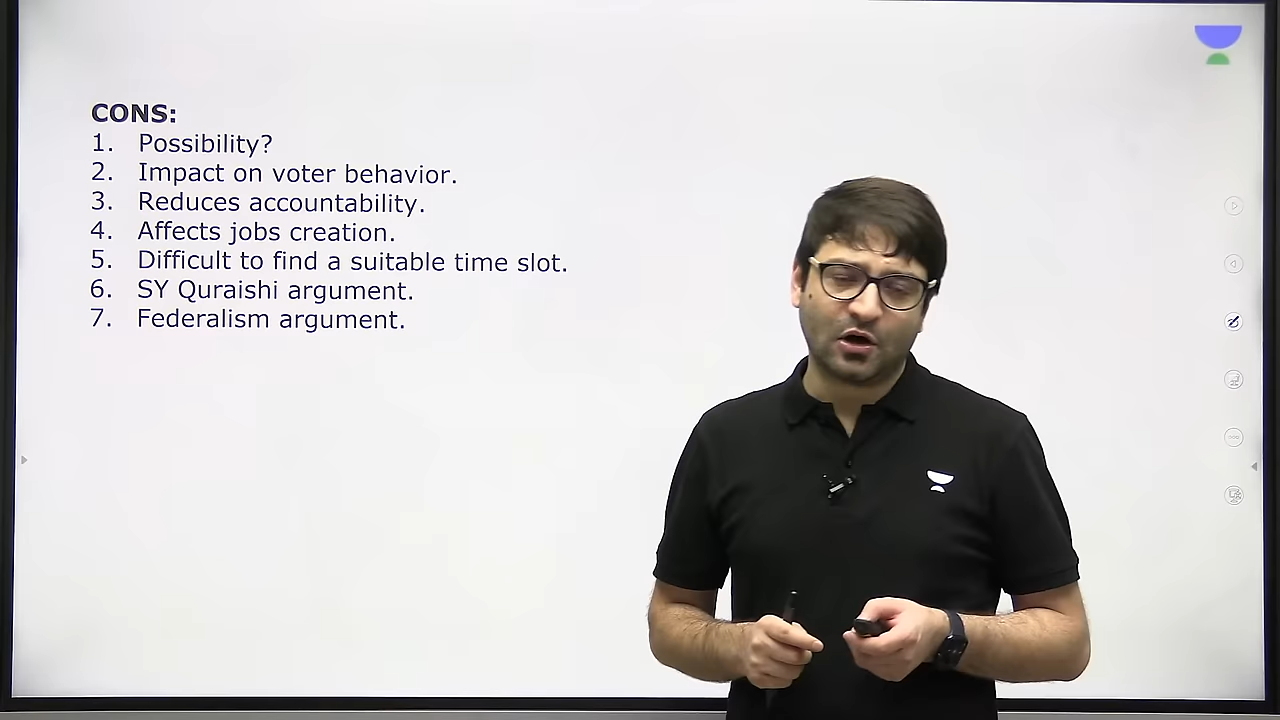 CONS:
1. Possibility?
2. Impact on voter behavior.
3. Reduces accountability.
4. Affects jobs creation.
5. Difficult to find a suitable time slot.
6. SY Quraishi argument.
7. Federalism argument.